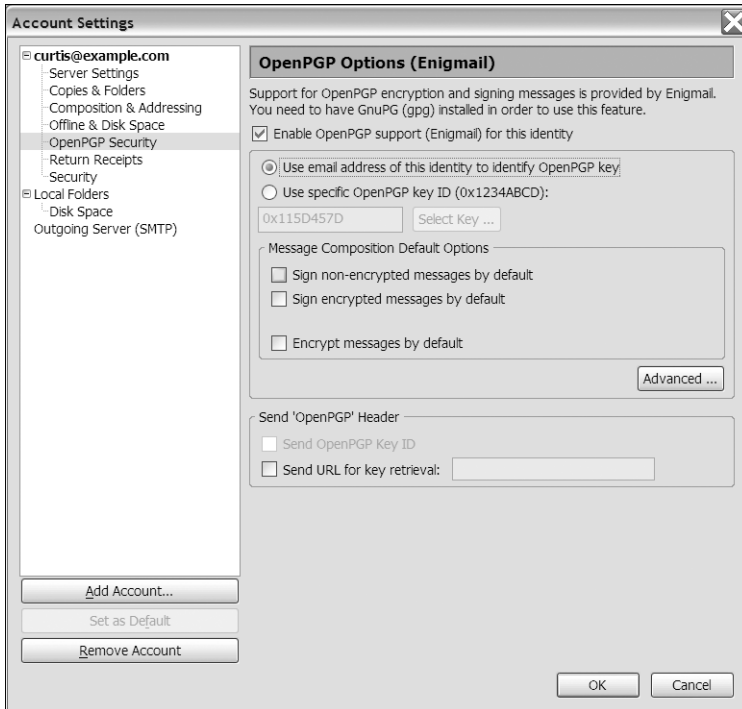 Account Settings
curtis@example.com
Server Settings
Copies & Folders
Composition & Addressing
Offline & Disk Space
OpenPGP Security
Return Receipts
Security
Local Folders
Disk Space
Outgoing Server (SMTP)
Add Account...
Set as Default
Remove Account
OpenPGP Options (Enigmail)
Support for OpenPGP encryption and signing messages is provided by Enigmail.
You need to have GnuPG (gpg) installed in order to use this feature.
Enable OpenPGP support (Enigmail) for this identity
Use email address of this identity to identify OpenPGP key
Use specific OpenPGP key ID (0x1234ABCD):
0x115D457D
Select Key ...
Message Composition Default Options
Sign non-encrypted messages by default
Sign encrypted messages by default
Encrypt messages by default
Advanced ...
Send 'OpenPGP' Header
Send OpenPGP Key ID
Send URL for key retrieval:
OK
Cancel